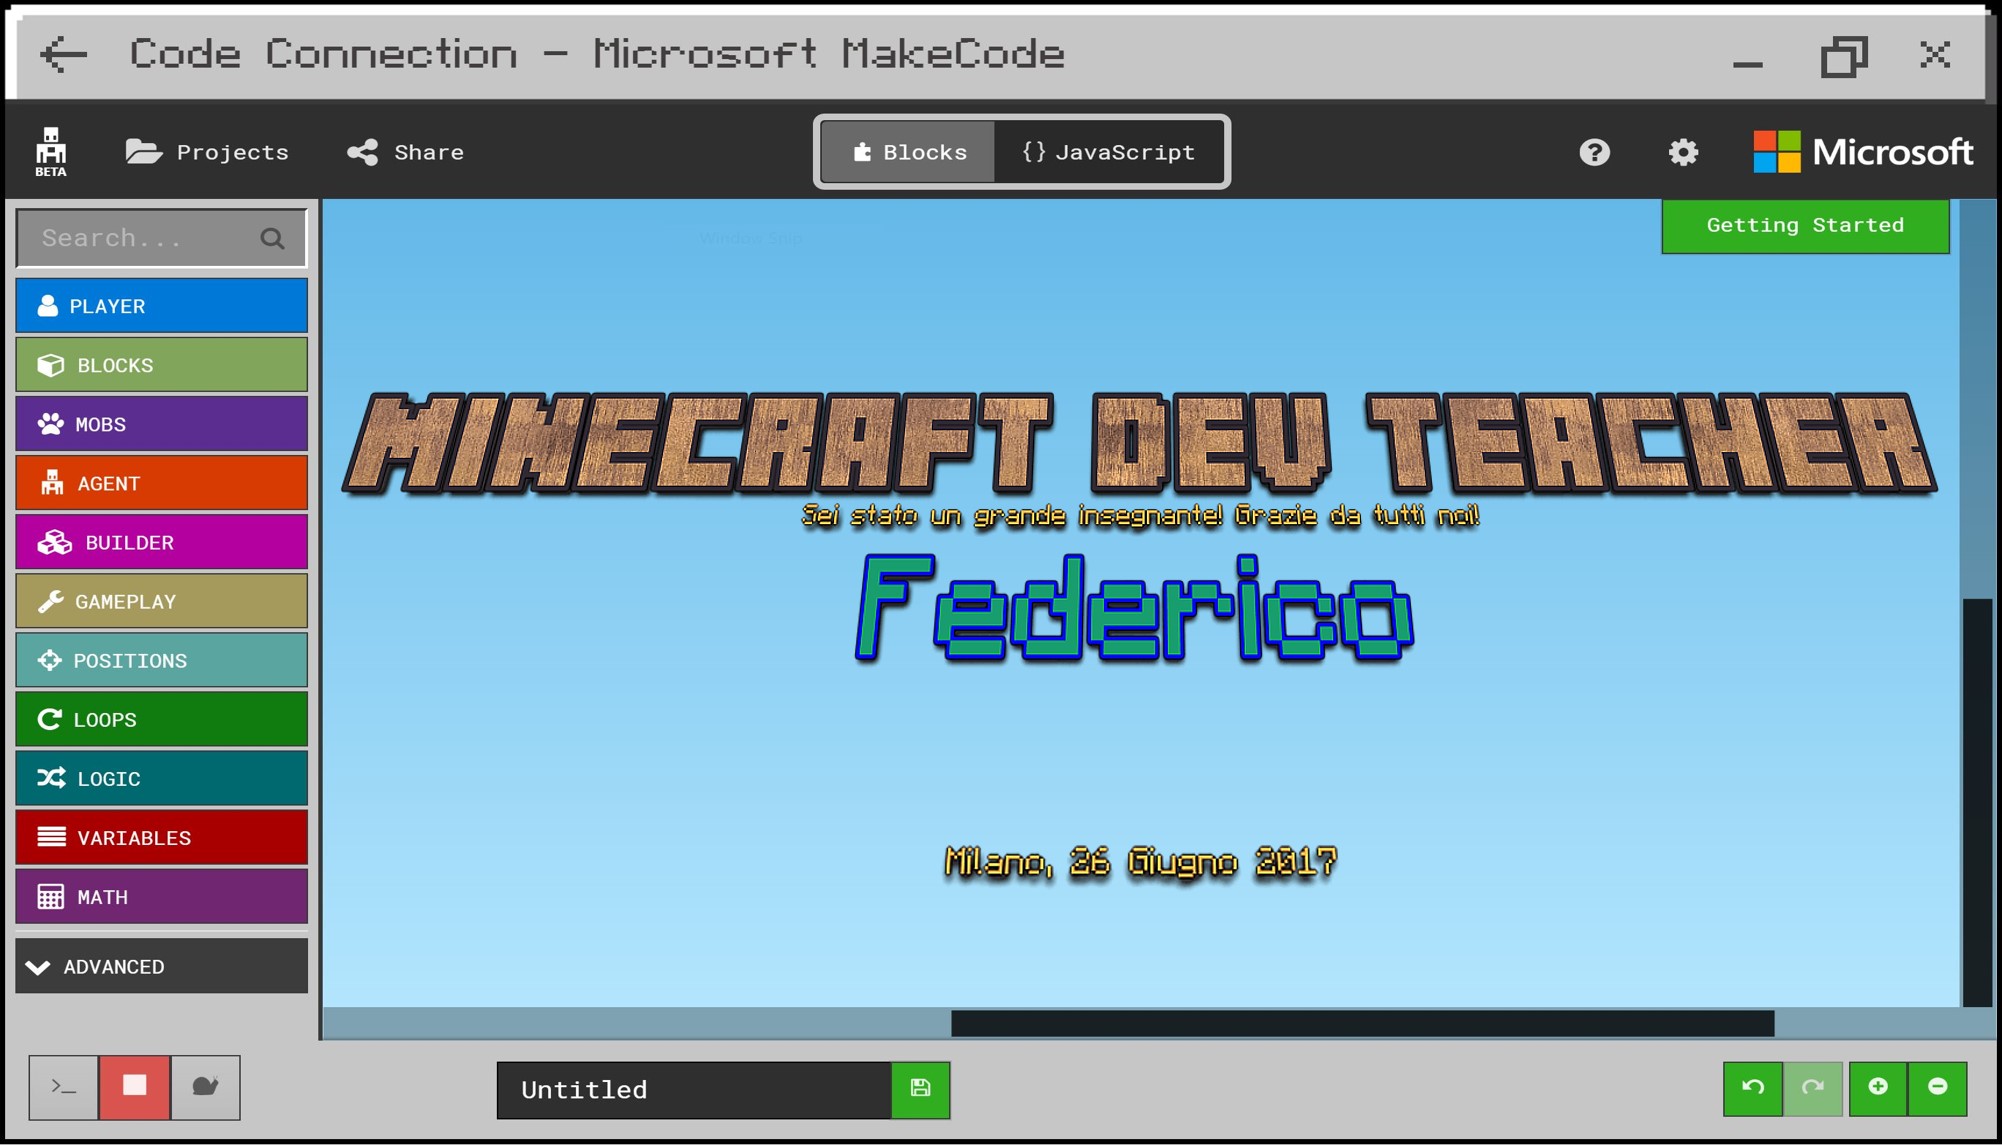 Code Connection - Microsoft MakeCode
BETA
Projects
Share
Blocks
{} JavaScript
Microsoft
Search...
Getting Started
PLAYER
BLOCKS
MOBS
AGENT
BUILDER
GAMEPLAY
POSITIONS
LOOPS
LOGIC
VARIABLES
MATH
ADVANCED
Window Snip
MINECRAFT DEV TEACHER
Sei stato un grande insegnante! Grazie da tutti noi!
Federico
Milano, 26 Giugno 2017
>_
Untitled